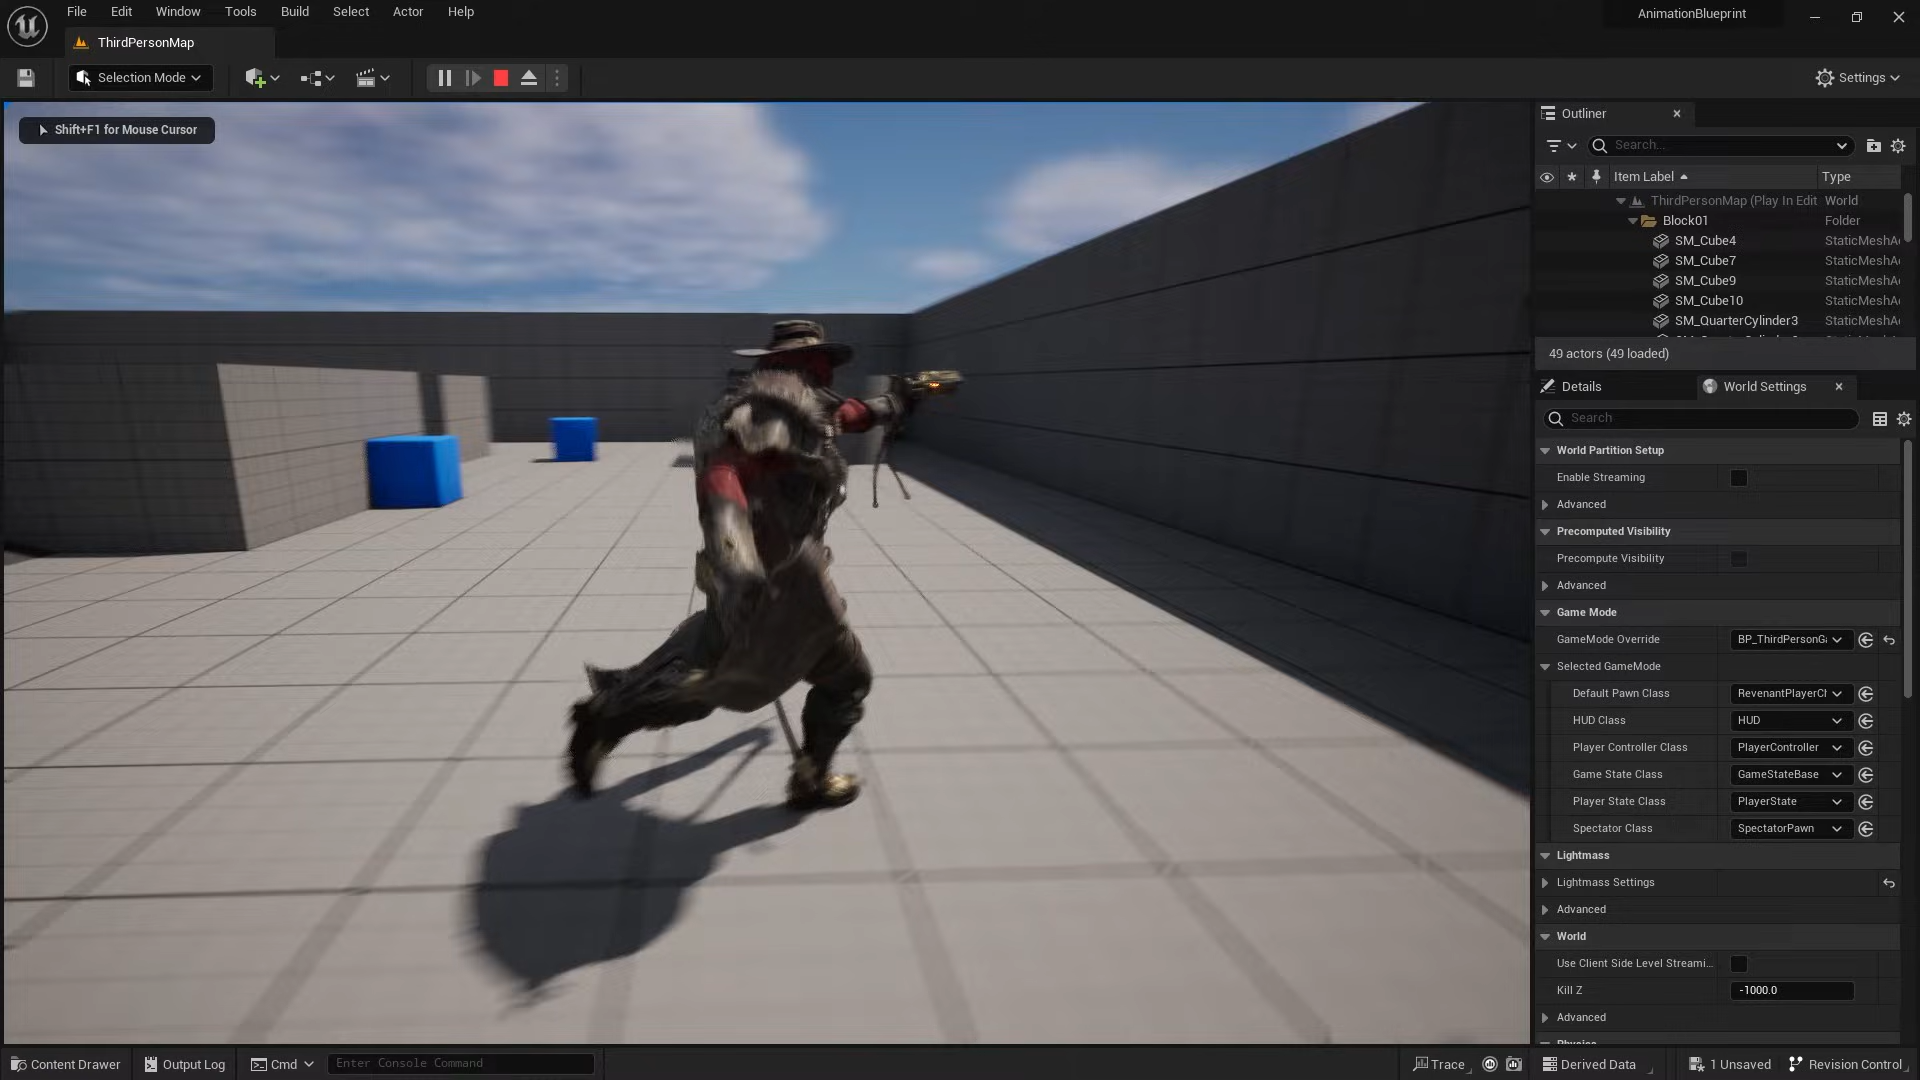 File Edit Window Tools Build Select Actor Help
AnimationBlueprint
ThirdPersonMap
Selection Mode
Settings
Shift+F1 for Mouse Cursor
Outliner
Search...
Item Label Type
ThirdPersonMap (Play In Edit World
Block01 Folder
SM_Cube4 StaticMeshA
SM_Cube7 StaticMeshA
SM_Cube9 StaticMeshA
SM_Cube10 StaticMeshA
SM_QuarterCylinder3 StaticMeshA
49 actors (49 loaded)
Details World Settings
Search
World Partition Setup
Enable Streaming
Advanced
Precomputed Visibility
Precompute Visibility
Advanced
Game Mode
GameMode Override BP_ThirdPersonG
Selected GameMode
Default Pawn Class RevenantPlayerCl
HUD Class HUD
Player Controller Class PlayerController
Game State Class GameStateBase
Player State Class PlayerState
Spectator Class SpectatorPawn
Lightmass
Lightmass Settings
Advanced
World
Use Client Side Level Streami...
Kill Z -1000.0
Advanced
Physics
Content Drawer Output Log Cmd Enter Console Command Trace Derived Data 1 Unsaved Revision Control